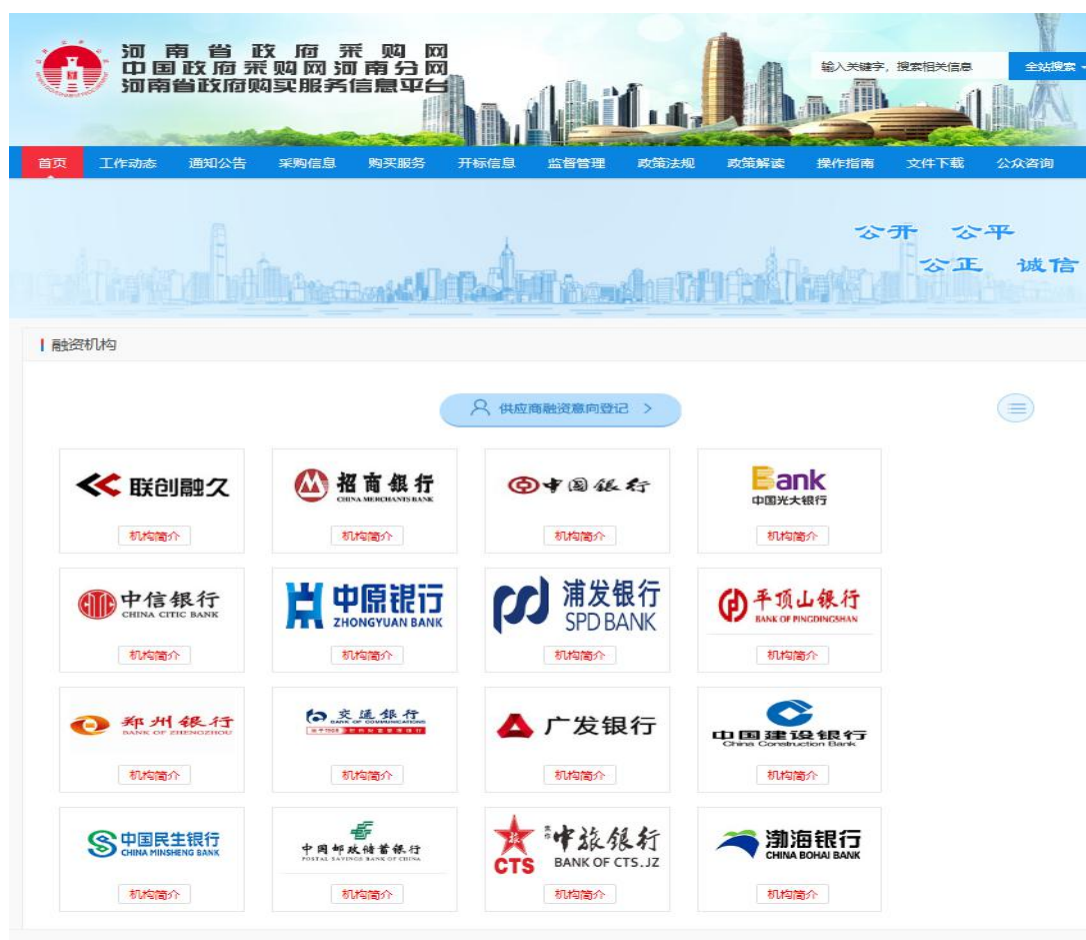 河南省政府采购网
中国政府采购网河南分网
河南省政府购买服务信息平台
输入关键字，搜索相关信息 全站搜索
首页 工作动态 通知公告 采购信息 购买服务 开标信息 监督管理 政策法规 政策解读 操作指南 文件下载 公众咨询
公开 公平
公正 诚信
融资机构
供应商融资意向登记 >
联创融久 招商银行 中国银行 Bank
CHINA MERCHANTS BANK 中国光大银行
机构简介 机构简介 机构简介 机构简介
中信银行 中原银行 浦发银行 平顶山银行
CHINA CITIC BANK ZHONGYUAN BANK SPD BANK BANK OF PINGDINGSHAN
机构简介 机构简介 机构简介 机构简介
郑州銀行 交通銀行 广发银行 中国建设银行
BANK OF ZHENGZHOU BANK OF COMMUNICATIONS China Construction Bank
机构简介 机构简介 机构简介 机构简介
中国民生银行 中国邮政储蓄银行 焦作中旅银行 渤海银行
CHINA MINSHENG BANK POSTAL SAVINGS BANK OF CHINA CTS BANK OF CTS.JZ CHINA BOHAI BANK
机构简介 机构简介 机构简介 机构简介